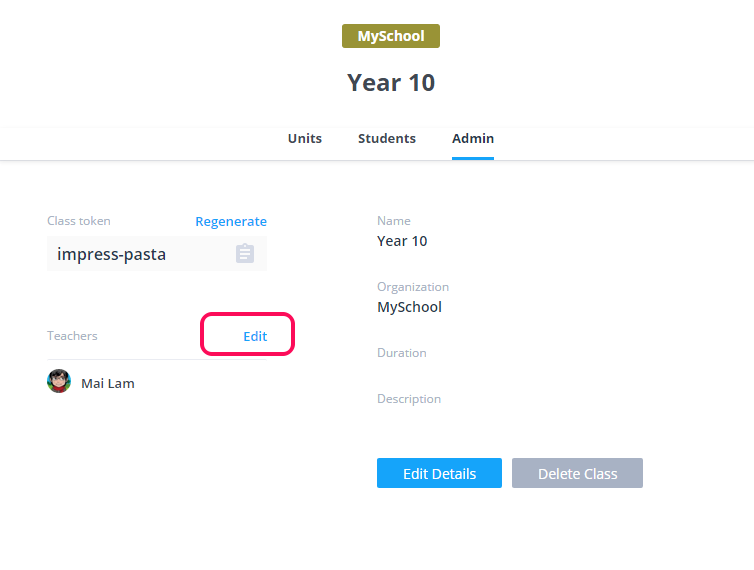 MySchool
Year 10
Units Students Admin
Class token Regenerate
impress-pasta
Teachers Edit
Mai Lam
Name
Year 10
Organization
MySchool
Duration
Description
Edit Details Delete Class